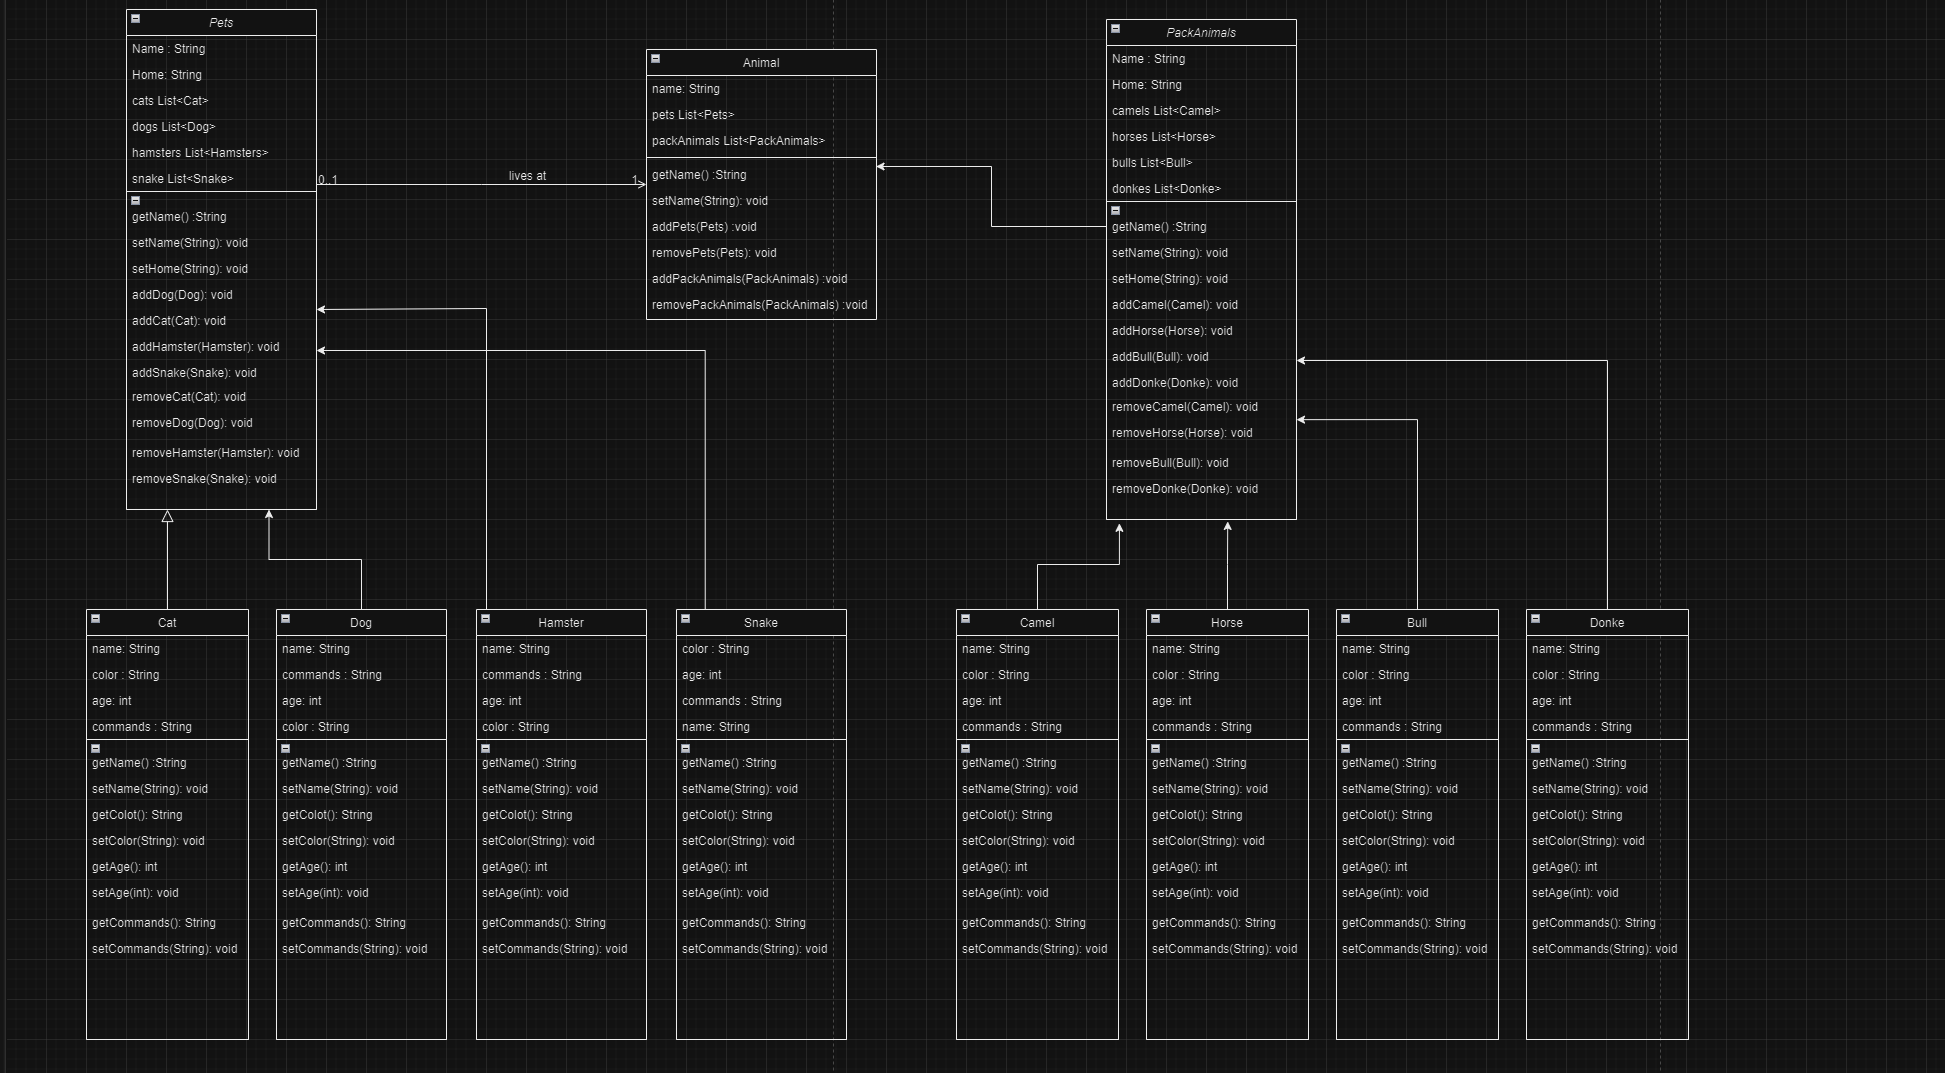 Pets
Name : String
Home: String
cats List<Cat>
dogs List<Dog>
hamsters List<Hamsters>
snake List<Snake>
getName() :String
setName(String): void
setHome(String): void
addDog(Dog): void
addCat(Cat): void
addHamster(Hamster): void
addSnake(Snake): void
removeCat(Cat): void
removeDog(Dog): void
removeHamster(Hamster): void
removeSnake(Snake): void
0..1
lives at
1
Animal
name: String
pets List<Pets>
packAnimals List<PackAnimals>
getName() :String
setName(String): void
addPets(Pets) :void
removePets(Pets): void
addPackAnimals(PackAnimals) :void
removePackAnimals(PackAnimals) :void
PackAnimals
Name : String
Home: String
camels List<Camel>
horses List<Horse>
bulls List<Bull>
donkes List<Donke>
getName() :String
setName(String): void
setHome(String): void
addCamel(Camel): void
addHorse(Horse): void
addBull(Bull): void
addDonke(Donke): void
removeCamel(Camel): void
removeHorse(Horse): void
removeBull(Bull): void
removeDonke(Donke): void
Cat
name: String
color : String
age: int
commands : String
getName() :String
setName(String): void
getColot(): String
setColor(String): void
getAge(): int
setAge(int): void
getCommands(): String
setCommands(String): void
Dog
name: String
commands : String
age: int
color : String
getName() :String
setName(String): void
getColot(): String
setColor(String): void
getAge(): int
setAge(int): void
getCommands(): String
setCommands(String): void
Hamster
name: String
commands : String
age: int
color : String
getName() :String
setName(String): void
getColot(): String
setColor(String): void
getAge(): int
setAge(int): void
getCommands(): String
setCommands(String): void
Snake
color : String
age: int
commands : String
name: String
getName() :String
setName(String): void
getColot(): String
setColor(String): void
getAge(): int
setAge(int): void
getCommands(): String
setCommands(String): void
Camel
name: String
color : String
age: int
commands : String
getName() :String
setName(String): void
getColot(): String
setColor(String): void
getAge(): int
setAge(int): void
getCommands(): String
setCommands(String): void
Horse
name: String
color : String
age: int
commands : String
getName() :String
setName(String): void
getColot(): String
setColor(String): void
getAge(): int
setAge(int): void
getCommands(): String
setCommands(String): void
Bull
name: String
color : String
age: int
commands : String
getName() :String
setName(String): void
getColot(): String
setColor(String): void
getAge(): int
setAge(int): void
getCommands(): String
setCommands(String): void
Donke
name: String
color : String
age: int
commands : String
getName() :String
setName(String): void
getColot(): String
setColor(String): void
getAge(): int
setAge(int): void
getCommands(): String
setCommands(String): void